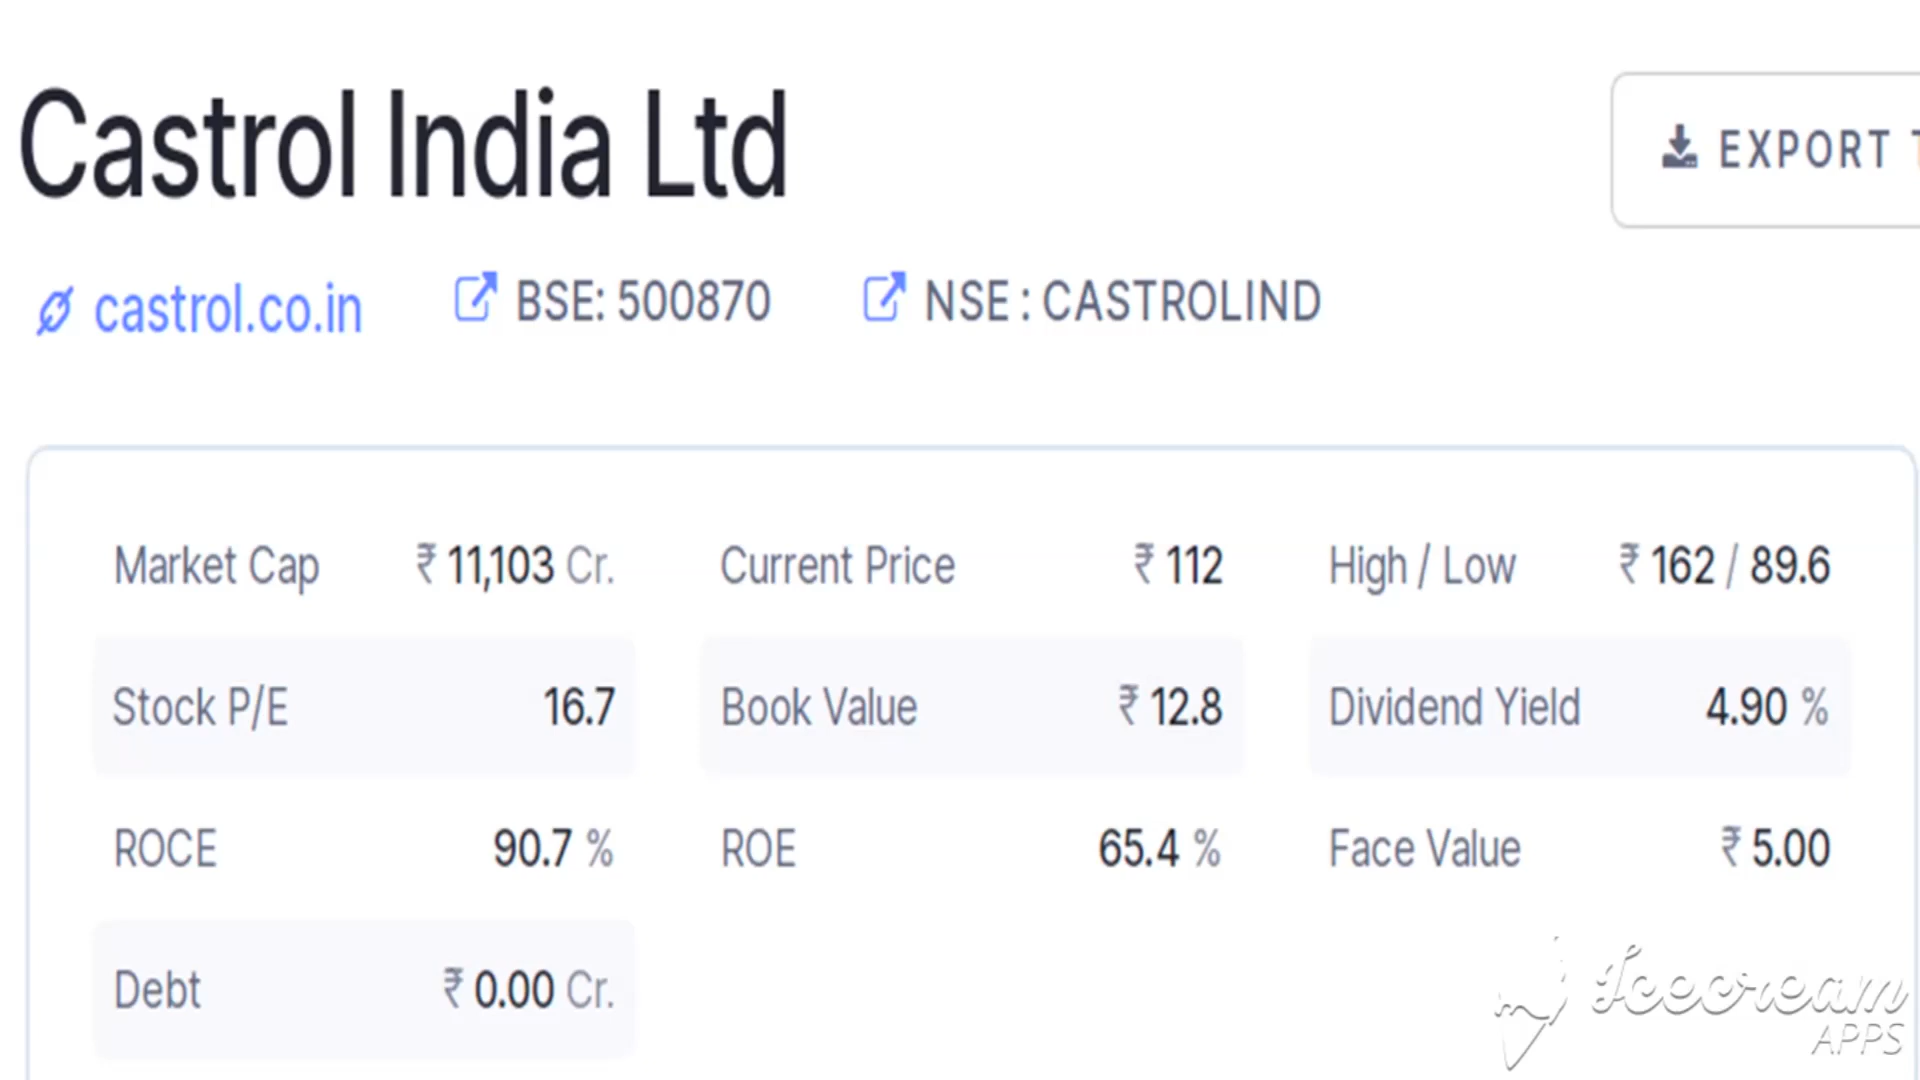 Castrol India Ltd
EXPORT
castrol.co.in BSE: 500870 NSE : CASTROLIND
Market Cap ₹ 11,103 Cr. Current Price ₹ 112 High / Low ₹ 162 / 89.6
Stock P/E 16.7 Book Value ₹ 12.8 Dividend Yield 4.90 %
ROCE 90.7 % ROE 65.4 % Face Value ₹ 5.00
Debt ₹ 0.00 Cr.
Icecream
APPS